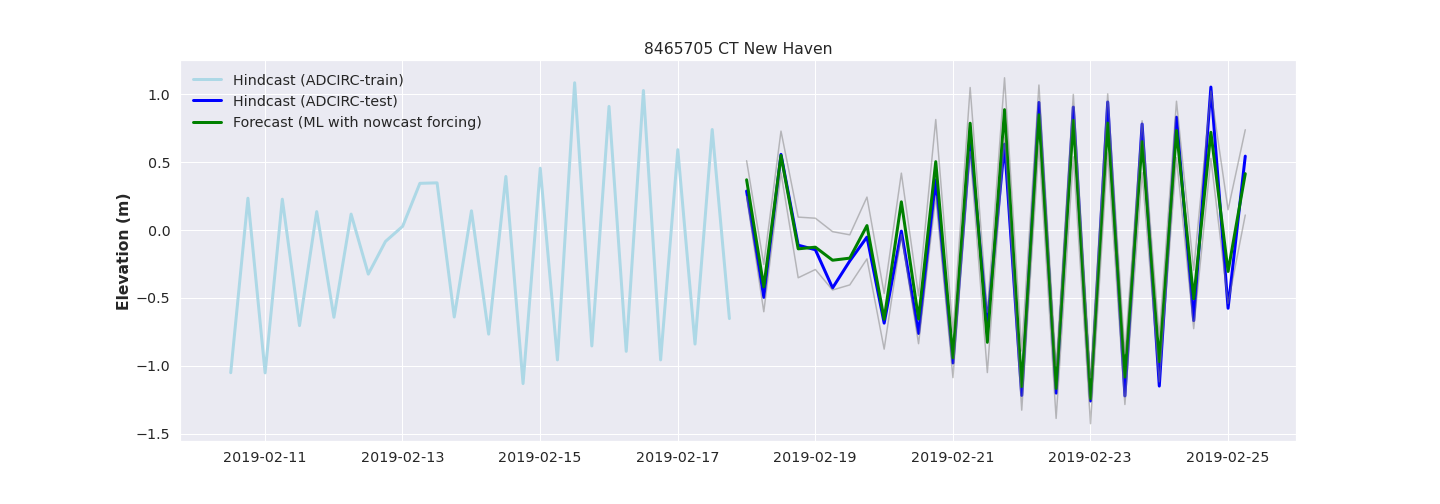 8465705 CT New Haven
Hindcast (ADCIRC-train)
Hindcast (ADCIRC-test)
Forecast (ML with nowcast forcing)
Elevation (m)
1.0
0.5
0.0
−0.5
−1.0
−1.5
2019-02-11 2019-02-13 2019-02-15 2019-02-17 2019-02-19 2019-02-21 2019-02-23 2019-02-25